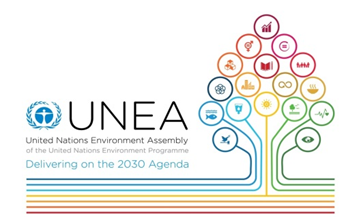 UNEA
United Nations Environment Assembly
of the United Nations Environment Programme
Delivering on the 2030 Agenda